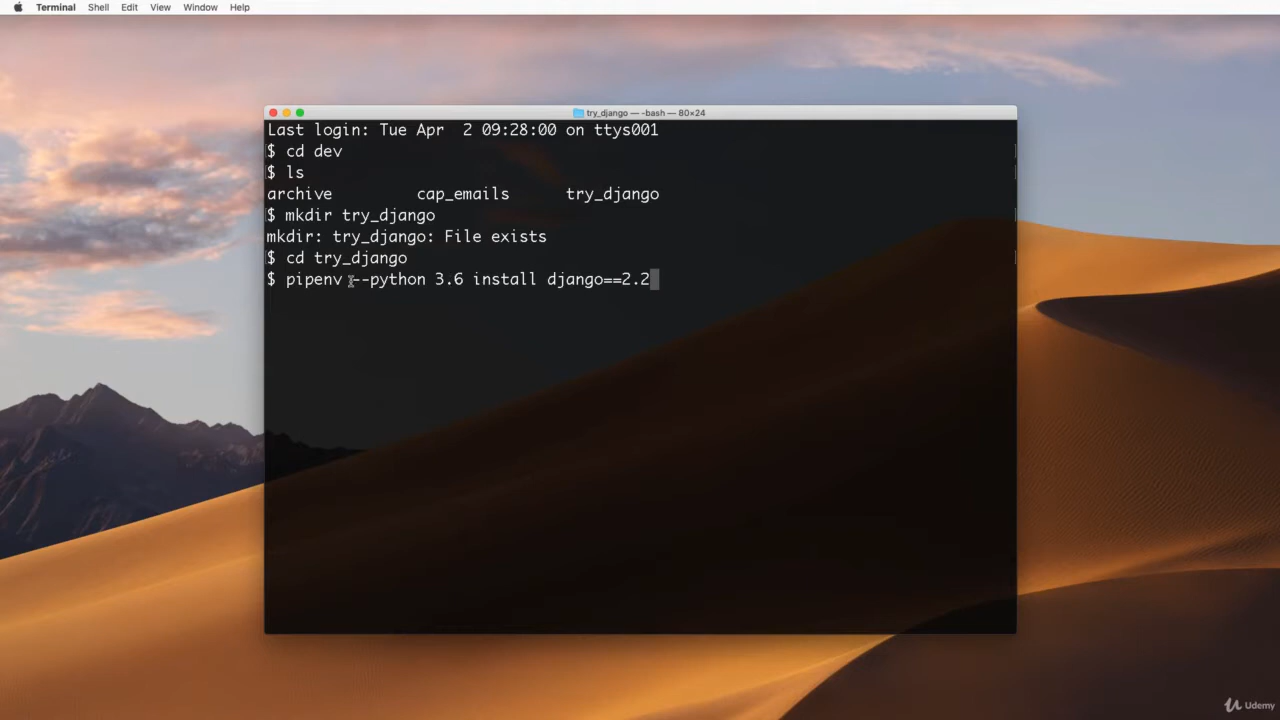 Terminal Shell Edit View Window Help
try_django — -bash — 80×24
Last login: Tue Apr  2 09:28:00 on ttys001
$ cd dev
$ ls
archive cap_emails try_django
$ mkdir try_django
mkdir: try_django: File exists
$ cd try_django
$ pipenv --python 3.6 install django==2.2
Udemy